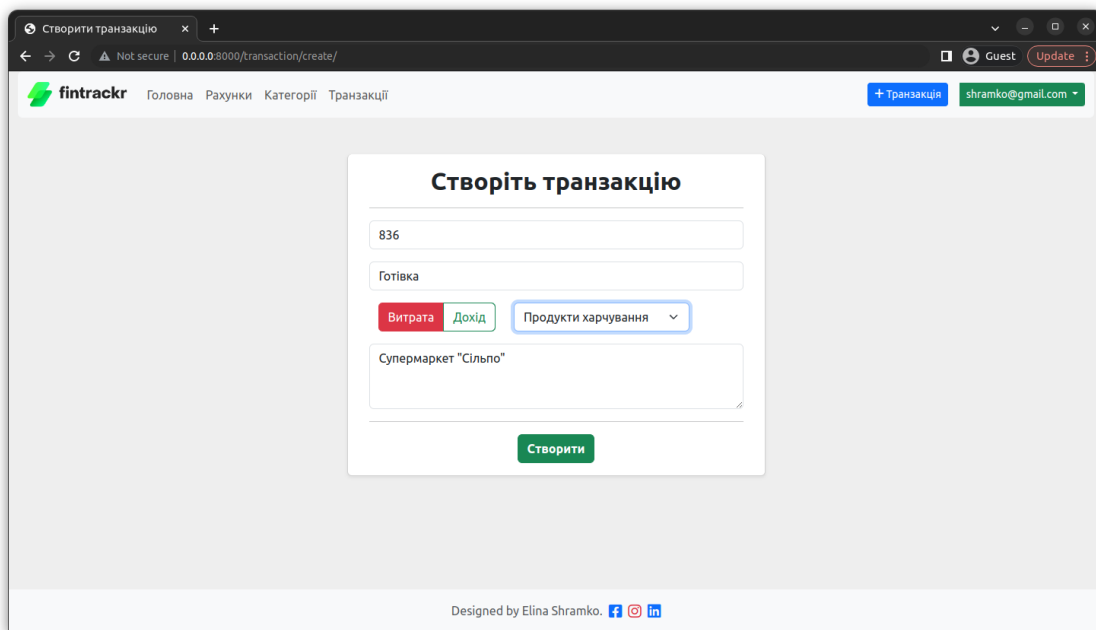 Створити транзакцію
Not secure | 0.0.0.0:8000/transaction/create/ Guest Update
fintrackr Головна Рахунки Категорії Транзакції + Транзакція shramko@gmail.com
Створіть транзакцію
836
Готівка
Витрата Дохід Продукти харчування
Супермаркет "Сільпо"
Створити
Designed by Elina Shramko.